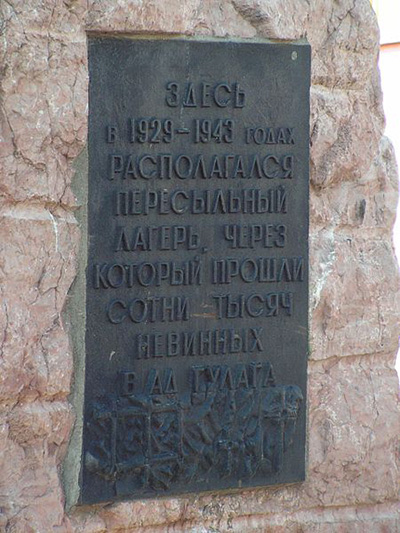 ЗДЕСЬ
В 1929-1943 ГОДАХ
РАСПОЛАГАЛСЯ
ПЕРЕСЫЛЬНЫЙ
ЛАГЕРЬ, ЧЕРЕЗ
КОТОРЫЙ ПРОШЛИ
СОТНИ ТЫСЯЧ
НЕВИННЫХ
В АД ГУЛАГА